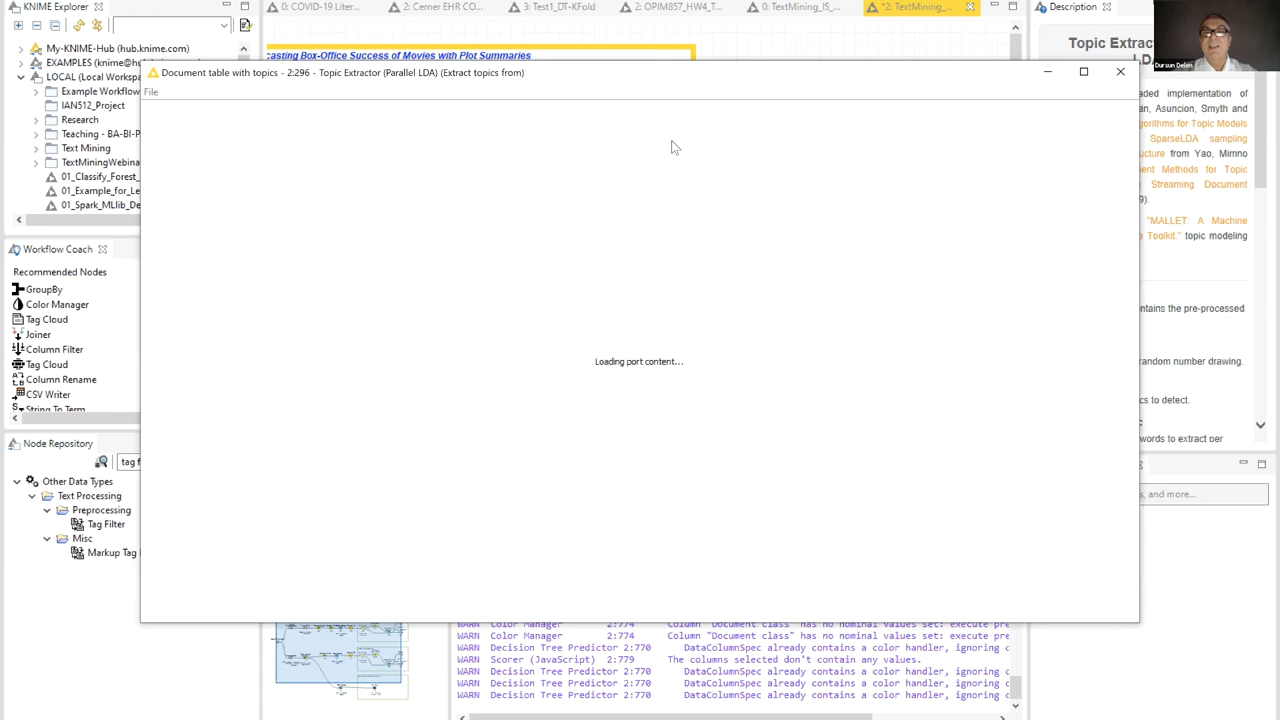 KNIME Explorer
0: COVID-19 Liter...
2: Cerner EHR CO...
3: Test1_DT-KFold
2: OPIM857_HW4_T...
0: TextMining_IS_...
*2: TextMining_...
Description
Dursun Delen
My-KNIME-Hub (hub.knime.com)
EXAMPLES (knime@hub
LOCAL (Local Workspa
Example Workflow
IAN512_Project
Research
Teaching - BA-BI-P
Text Mining
TextMiningWebina
01_Classify_Forest_
01_Example_for_Le
01_Spark_MLlib_De
casting Box-Office Success of Movies with Plot Summaries
Document table with topics - 2:296 - Topic Extractor (Parallel LDA) (Extract topics from)
File
Loading port content...
Topic Extrac
aded implementation of
an, Asuncion, Smyth and
gorithms for Topic Models
SparseLDA sampling
ucture from Yao, Mimno
ent Methods for Topic
Streaming Document
9).
"MALLET: A Machine
e Toolkit." topic modeling
ntains the pre-processed
random number drawing.
cs to detect.
words to extract per
s, and more...
Workflow Coach
Recommended Nodes
GroupBy
Color Manager
Tag Cloud
Joiner
Column Filter
Tag Cloud
Column Rename
CSV Writer
String To Term
Node Repository
tag f
Other Data Types
Text Processing
Preprocessing
Tag Filter
Misc
Markup Tag
WARN Color Manager 2:774 Column "Document class" has no nominal values set: execute pre
WARN Color Manager 2:774 Column "Document class" has no nominal values set: execute pre
WARN Decision Tree Predictor 2:770 DataColumnSpec already contains a color handler, ignoring c
WARN Scorer (JavaScript) 2:779 The columns selected don't contain any values.
WARN Decision Tree Predictor 2:770 DataColumnSpec already contains a color handler, ignoring c
WARN Decision Tree Predictor 2:770 DataColumnSpec already contains a color handler, ignoring c
WARN Decision Tree Predictor 2:770 DataColumnSpec already contains a color handler, ignoring c